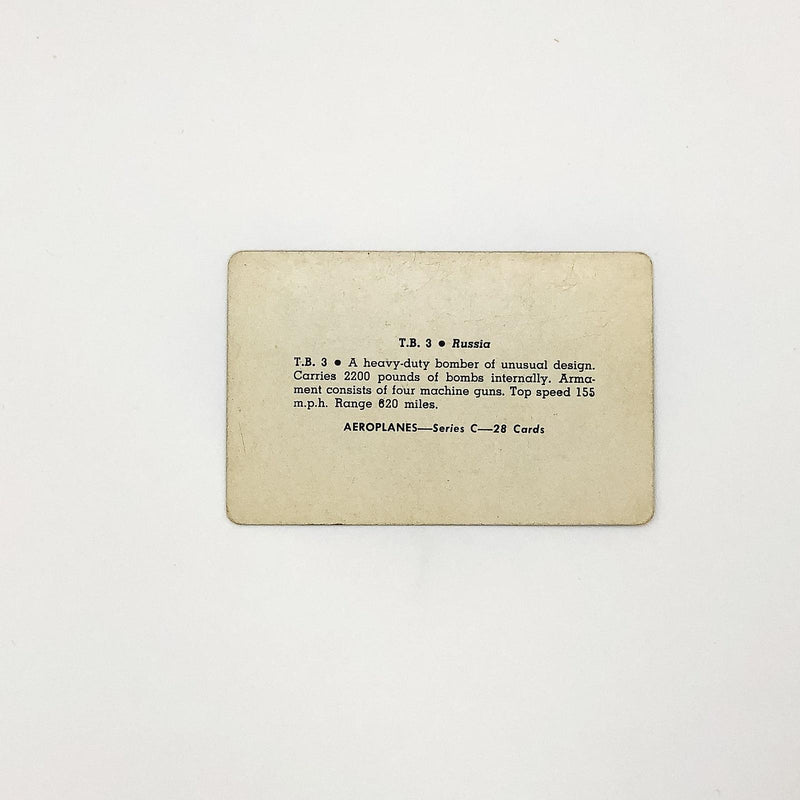 T.B. 3 • Russia
T.B. 3 • A heavy-duty bomber of unusual design.
Carries 2200 pounds of bombs internally. Arma-
ment consists of four machine guns. Top speed 155
m.p.h. Range 620 miles.
AEROPLANES—Series C—28 Cards